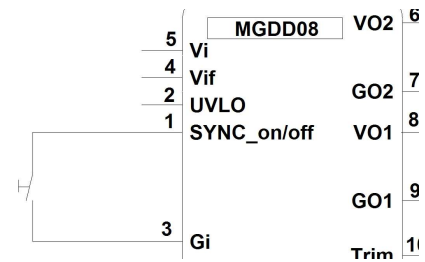 MGDD08
VO2 6
5 Vi
4 Vif
GO2 7
2 UVLO
1 SYNC_on/off
VO1 8
GO1 9
3 Gi
Trim